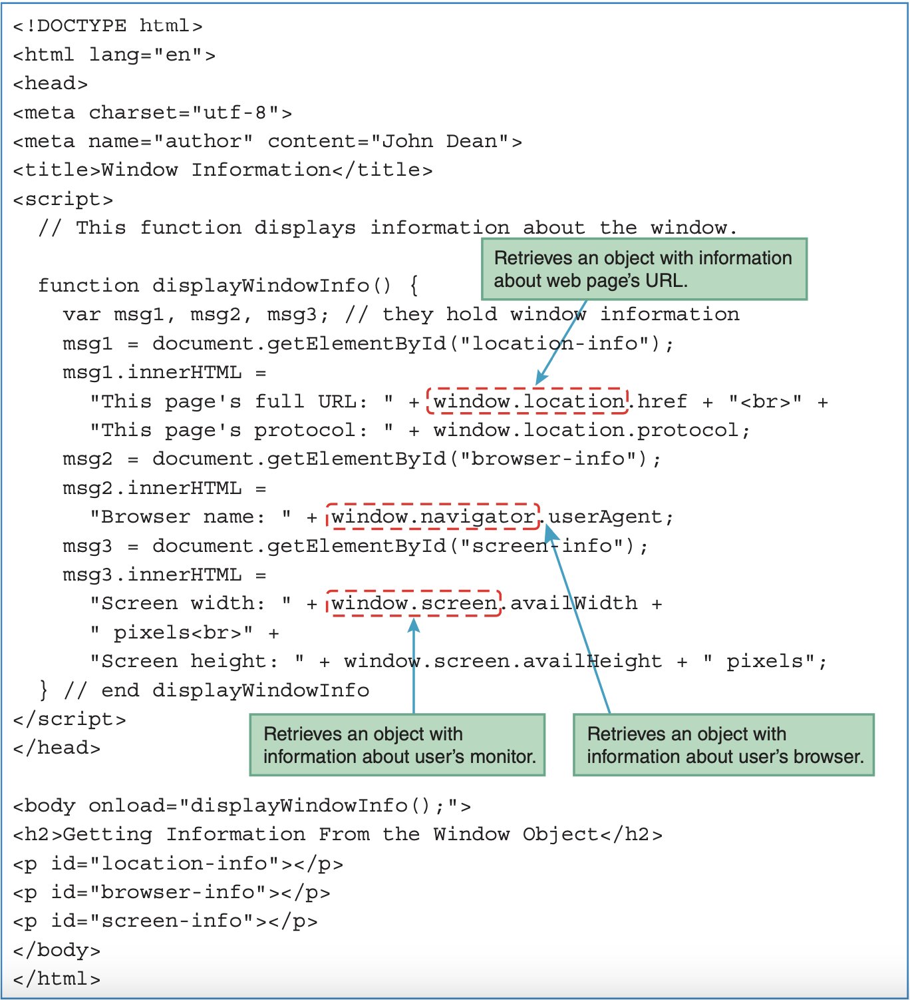 <!DOCTYPE html>
<html lang="en">
<head>
<meta charset="utf-8">
<meta name="author" content="John Dean">
<title>Window Information</title>
<script>
// This function displays information about the window.
Retrieves an object with information
about web page's URL.
function displayWindowInfo() {
var msg1, msg2, msg3; // they hold window information
msg1 = document.getElementById("location-info");
msg1.innerHTML =
"This page's full URL: " + window.location.href + "<br>" +
"This page's protocol: " + window.location.protocol;
msg2 = document.getElementById("browser-info");
msg2.innerHTML =
"Browser name: " + window.navigator.userAgent;
msg3 = document.getElementById("screen-info");
msg3.innerHTML =
"Screen width: " + window.screen.availWidth +
" pixels<br>" +
"Screen height: " + window.screen.availHeight + " pixels";
} // end displayWindowInfo
</script>
</head>
Retrieves an object with
information about user's monitor.
Retrieves an object with
information about user's browser.
<body onload="displayWindowInfo();">
<h2>Getting Information From the Window Object</h2>
<p id="location-info"></p>
<p id="browser-info"></p>
<p id="screen-info"></p>
</body>
</html>